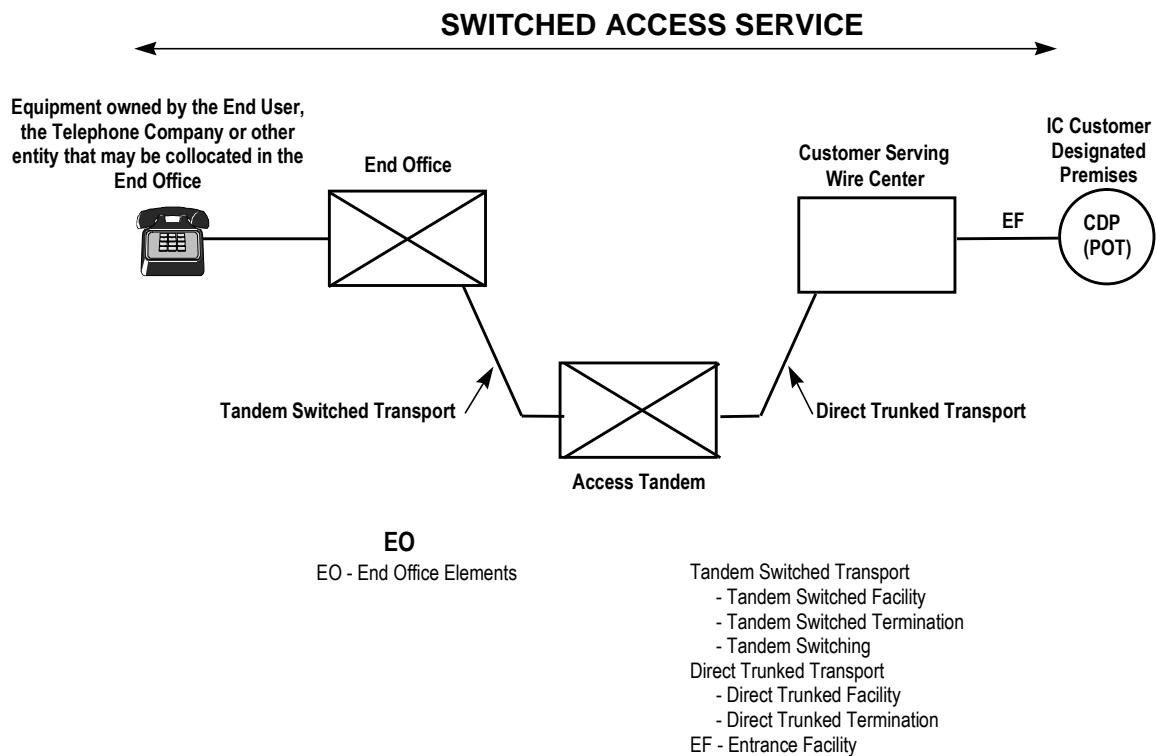 SWITCHED ACCESS SERVICE
Equipment owned by the End User,
the Telephone Company or other
entity that may be collocated in the
End Office
End Office
Customer Serving
Wire Center
IC Customer
Designated
Premises
EF
CDP
(POT)
Tandem Switched Transport
Direct Trunked Transport
Access Tandem
EO
EO - End Office Elements
Tandem Switched Transport
- Tandem Switched Facility
- Tandem Switched Termination
- Tandem Switching
Direct Trunked Transport
- Direct Trunked Facility
- Direct Trunked Termination
EF - Entrance Facility